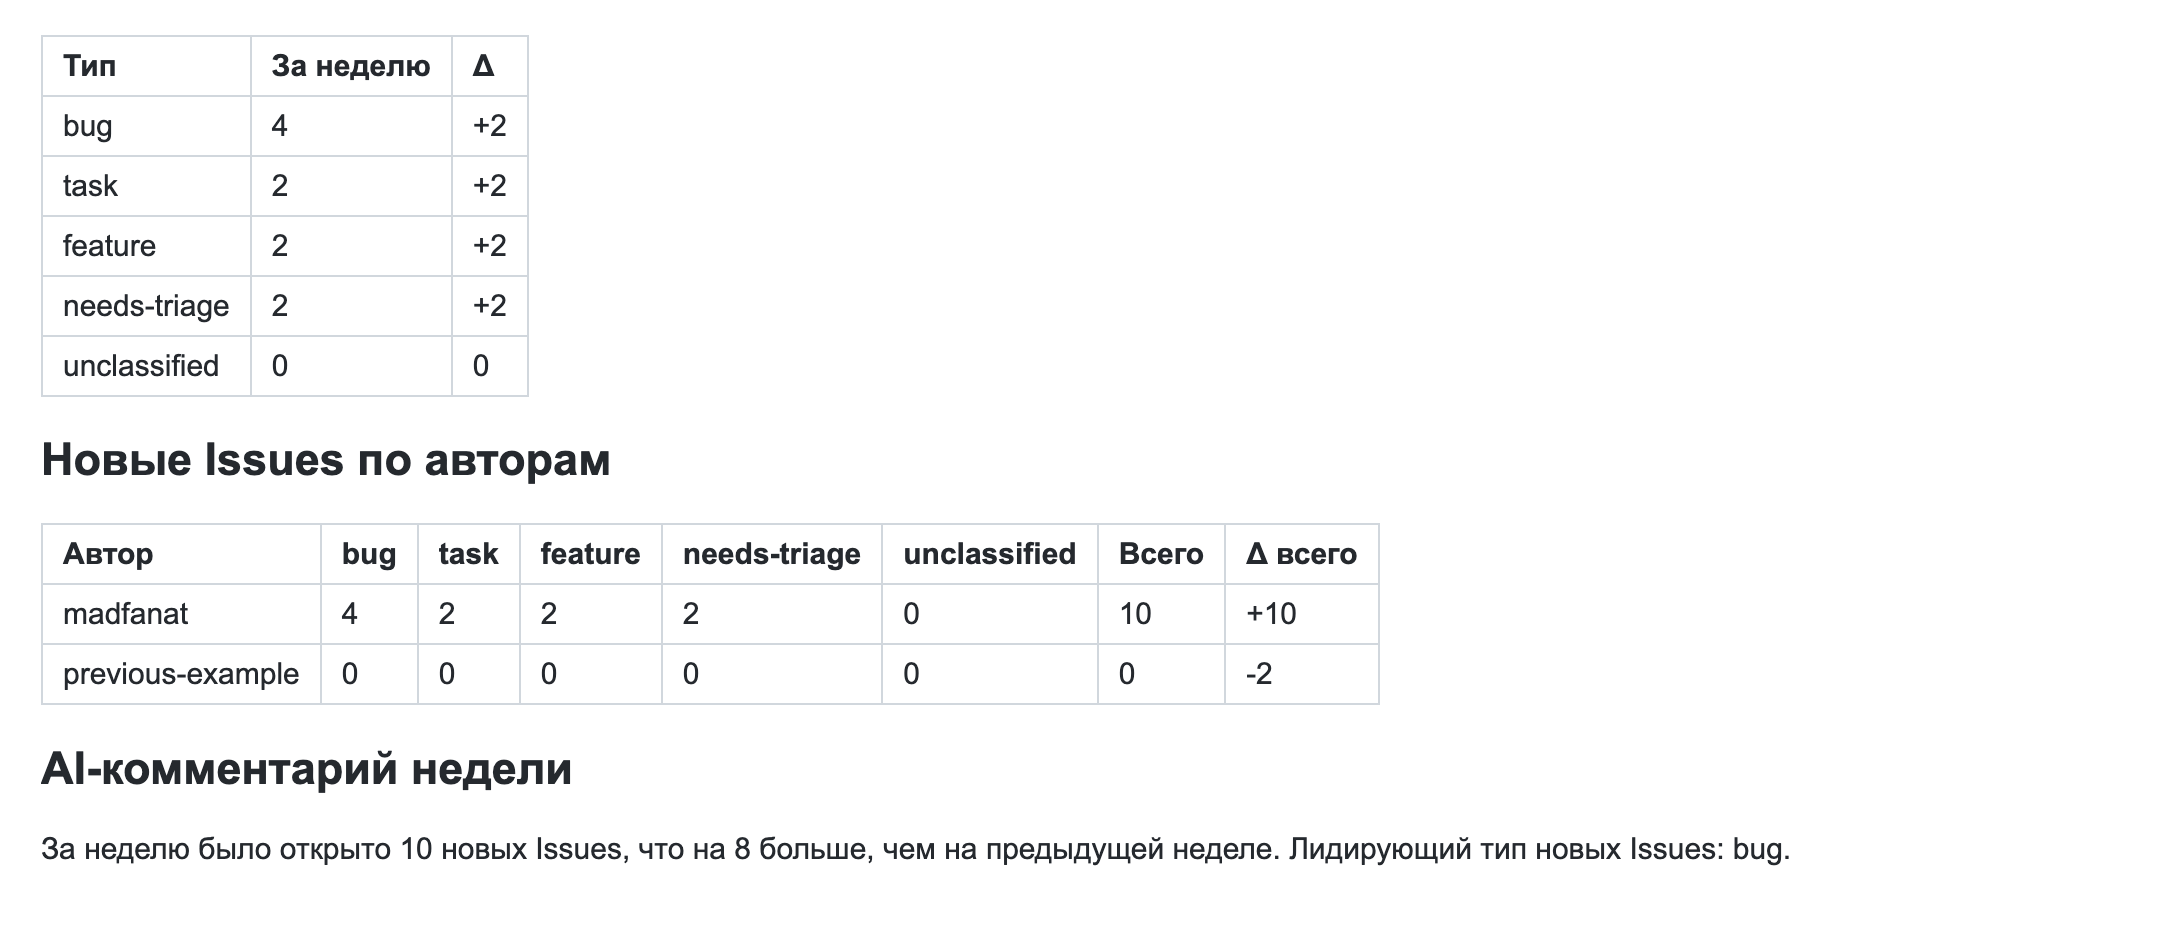 Тип За неделю Δ
bug 4 +2
task 2 +2
feature 2 +2
needs-triage 2 +2
unclassified 0 0
Новые Issues по авторам
Автор bug task feature needs-triage unclassified Всего Δ всего
madfanat 4 2 2 2 0 10 +10
previous-example 0 0 0 0 0 0 -2
AI-комментарий недели
За неделю было открыто 10 новых Issues, что на 8 больше, чем на предыдущей неделе. Лидирующий тип новых Issues: bug.